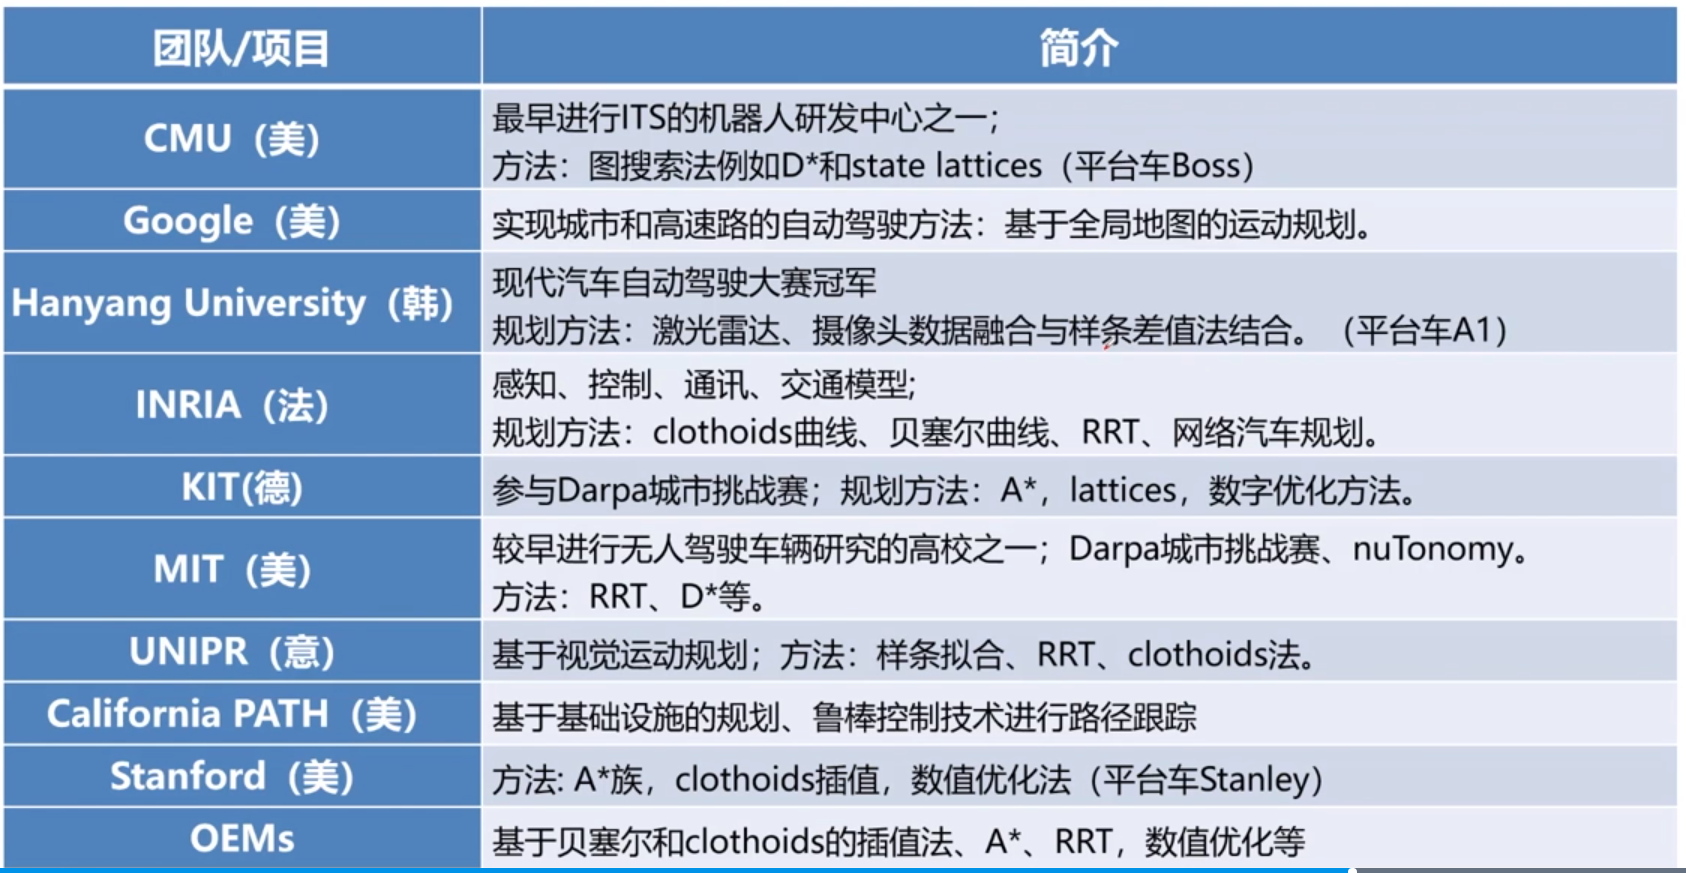 团队/项目
简介
CMU（美）
最早进行ITS的机器人研发中心之一；
方法：图搜索法例如D*和state lattices（平台车Boss）
Google（美）
实现城市和高速路的自动驾驶方法：基于全局地图的运动规划。
Hanyang University（韩）
现代汽车自动驾驶大赛冠军
规划方法：激光雷达、摄像头数据融合与样条差值法结合。（平台车A1）
INRIA（法）
感知、控制、通讯、交通模型;
规划方法：clothoids曲线、贝塞尔曲线、RRT、网络汽车规划。
KIT(德)
参与Darpa城市挑战赛；规划方法：A*，lattices，数字优化方法。
MIT（美）
较早进行无人驾驶车辆研究的高校之一；Darpa城市挑战赛、nuTonomy。
方法：RRT、D*等。
UNIPR（意）
基于视觉运动规划；方法：样条拟合、RRT、clothoids法。
California PATH（美）
基于基础设施的规划、鲁棒控制技术进行路径跟踪
Stanford（美）
方法: A*族，clothoids插值，数值优化法（平台车Stanley）
OEMs
基于贝塞尔和clothoids的插值法、A*、RRT，数值优化等